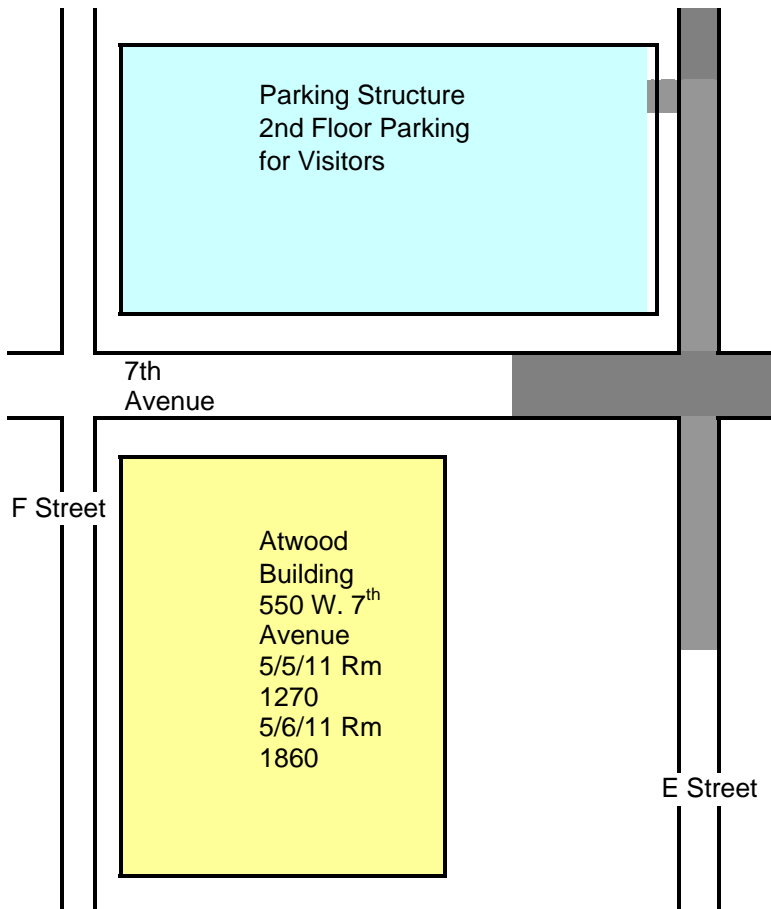 Parking Structure
2nd Floor Parking
for Visitors
7th
Avenue
F Street
Atwood
Building
550 W. 7th
Avenue
5/5/11 Rm
1270
5/6/11 Rm
1860
E Street